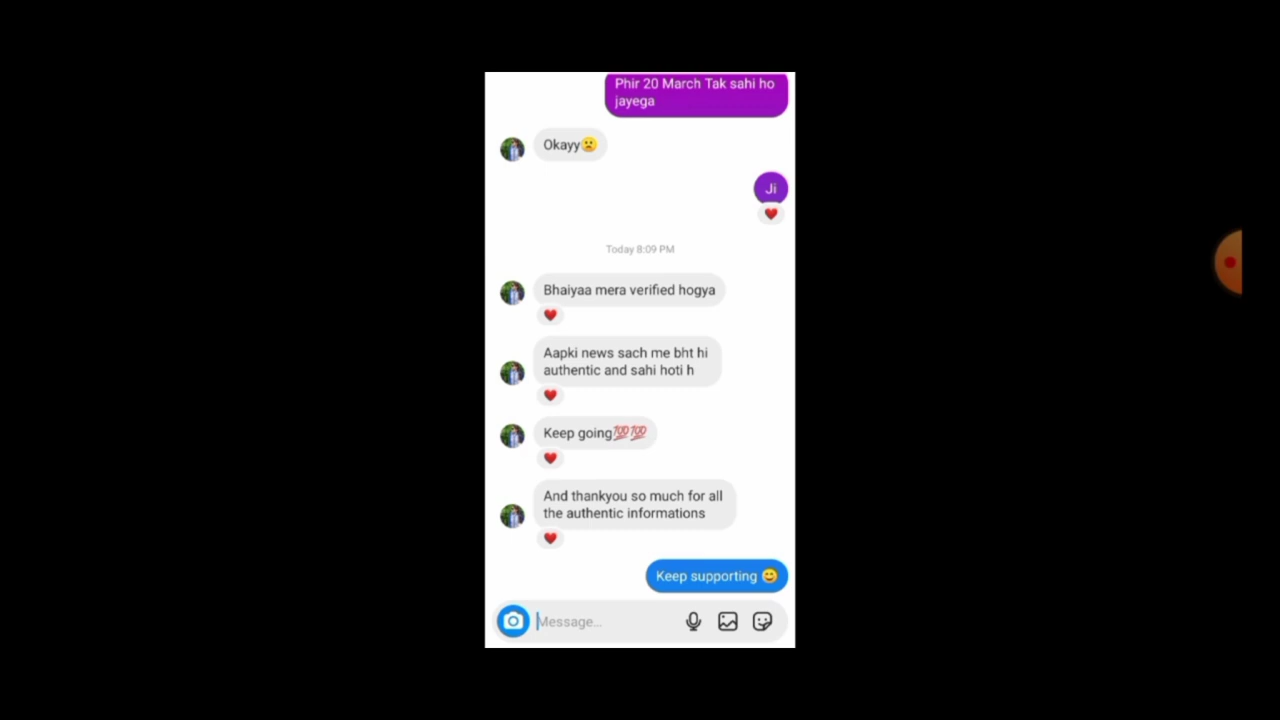 Phir 20 March Tak sahi ho
jayega
Okayy😦
Ji
Today 8:09 PM
Bhaiyaa mera verified hogya
Aapki news sach me bht hi
authentic and sahi hoti h
Keep going💯💯
And thankyou so much for all
the authentic informations
Keep supporting 😄
Message...